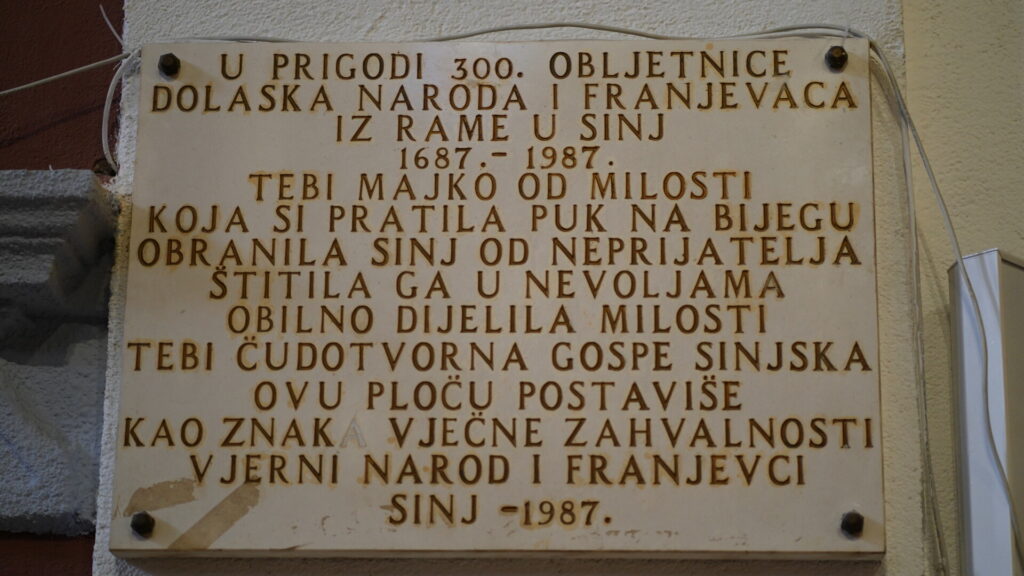 U PRIGODI 300. OBLJETNICE
DOLASKA NARODA I FRANJEVACA
IZ RAME U SINJ
1687.- 1987.
TEBI MAJKO OD MILOSTI
KOJA SI PRATILA PUK NA BIJEGU
OBRANILA SINJ OD NEPRIJATELJA
ŠTITILA GA U NEVOLJAMA
OBILNO DIJELILA MILOSTI
TEBI ČUDOTVORNA GOSPE SINJSKA
OVU PLOČU POSTAVIŠE
KAO ZNAKA VJEČNE ZAHVALNOSTI
VJERNI NAROD I FRANJEVCI
SINJ -1987.